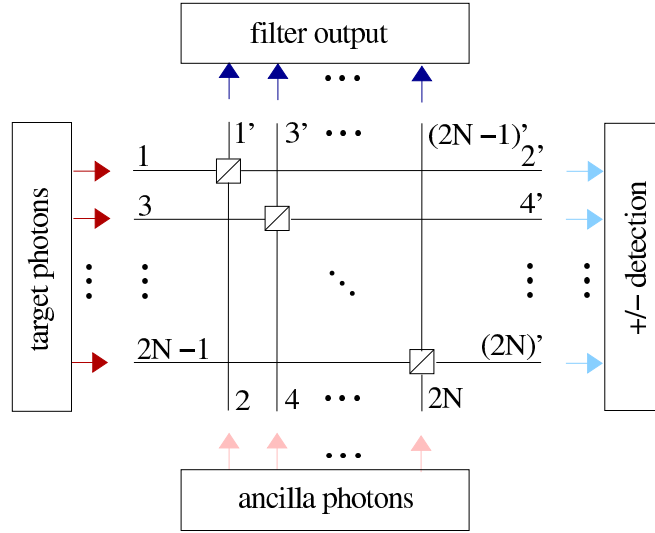 filter output
1' 3' (2N −1)'
1 2'
3 4'
target photons
+/− detection
2N −1 (2N)'
2 4 2N
ancilla photons